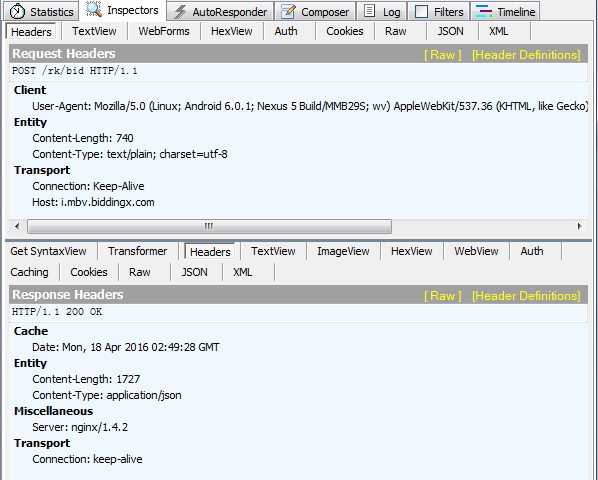 Statistics Inspectors AutoResponder Composer Log Filters Timeline
Headers TextView WebForms HexView Auth Cookies Raw JSON XML
Request Headers [ Raw ] [Header Definitions]
POST /rk/bid HTTP/1.1
Client
User-Agent: Mozilla/5.0 (Linux; Android 6.0.1; Nexus 5 Build/MMB29S; wv) AppleWebKit/537.36 (KHTML, like Gecko)
Entity
Content-Length: 740
Content-Type: text/plain; charset=utf-8
Transport
Connection: Keep-Alive
Host: i.mbv.biddingx.com
Get SyntaxView Transformer Headers TextView ImageView HexView WebView Auth
Caching Cookies Raw JSON XML
Response Headers [ Raw ] [Header Definitions]
HTTP/1.1 200 OK
Cache
Date: Mon, 18 Apr 2016 02:49:28 GMT
Entity
Content-Length: 1727
Content-Type: application/json
Miscellaneous
Server: nginx/1.4.2
Transport
Connection: keep-alive